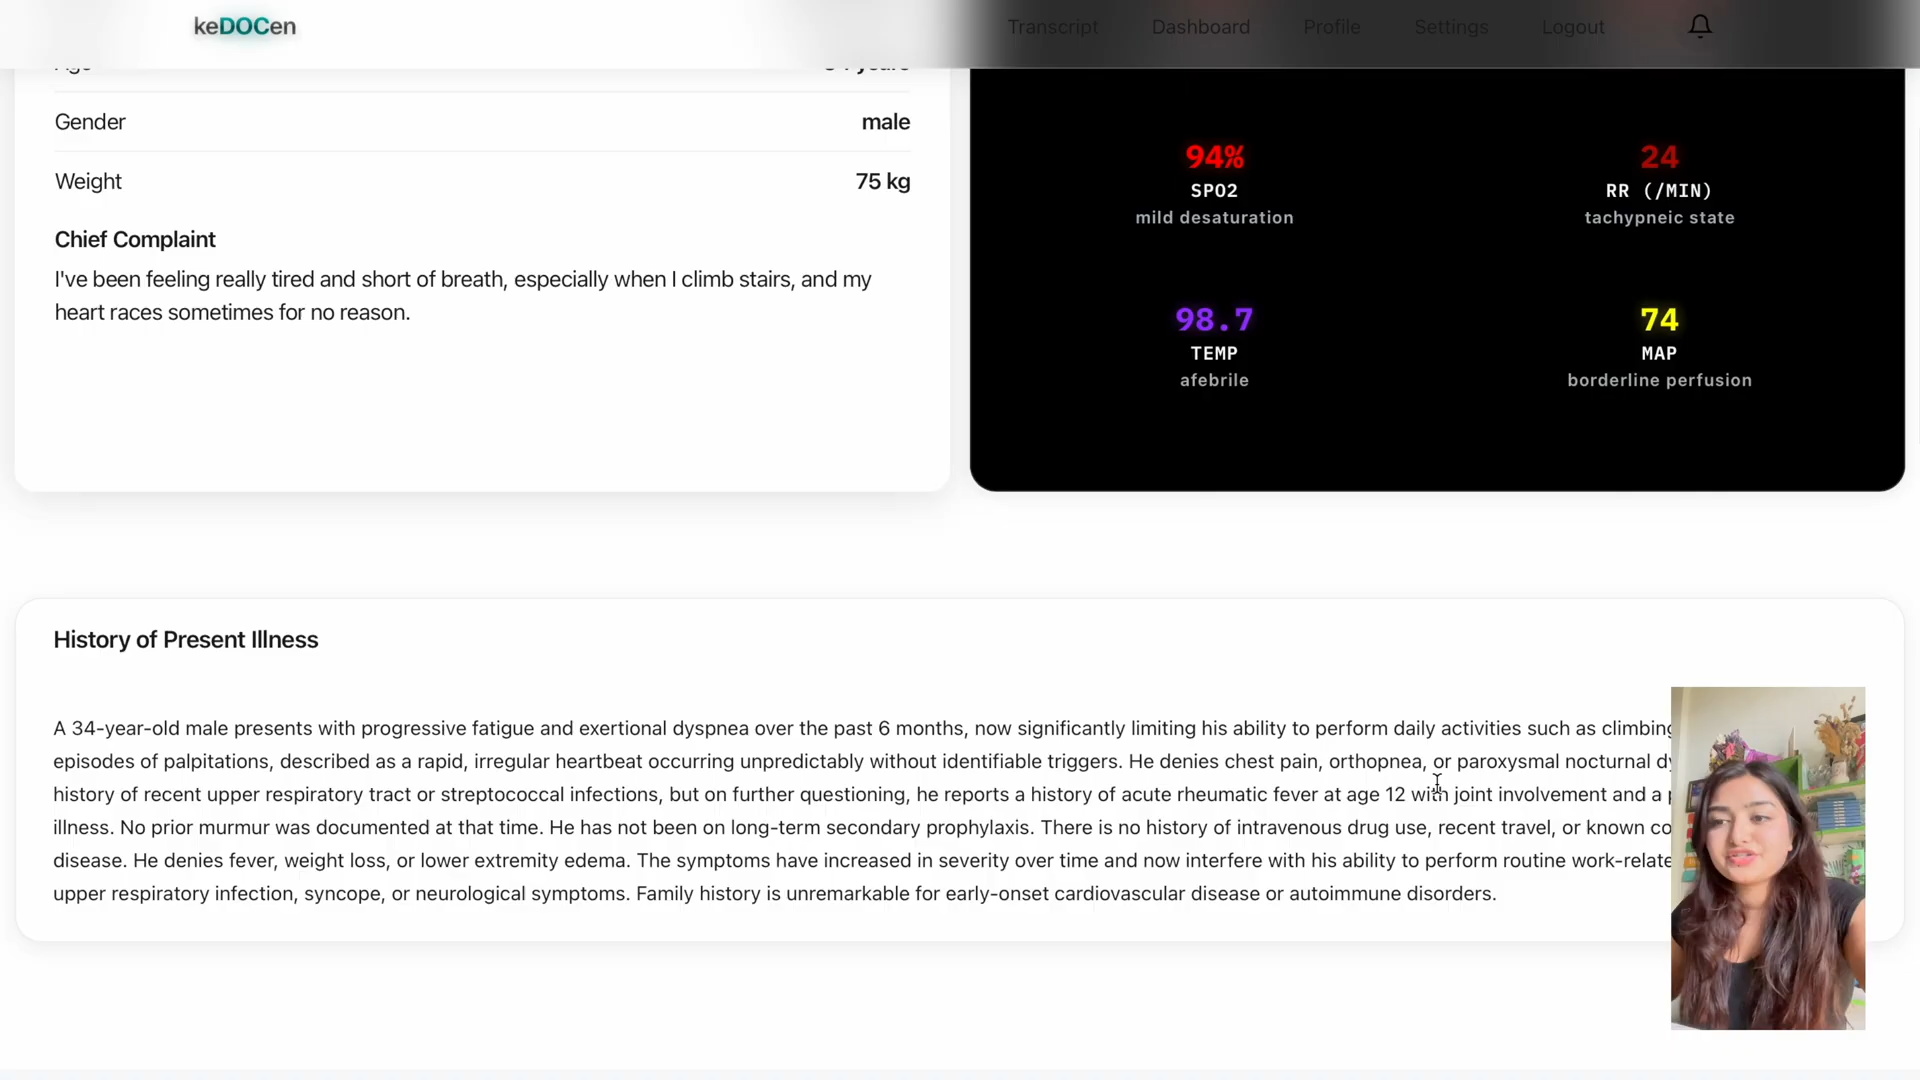 keDOCen
Transcript Dashboard Profile Settings Logout
Gender male
Weight 75 kg
Chief Complaint
I've been feeling really tired and short of breath, especially when I climb stairs, and my
heart races sometimes for no reason.
94%
SPO2
mild desaturation
24
RR (/MIN)
tachypneic state
98.7
TEMP
afebrile
74
MAP
borderline perfusion
History of Present Illness
A 34-year-old male presents with progressive fatigue and exertional dyspnea over the past 6 months, now significantly limiting his ability to perform daily activities such as climbing
episodes of palpitations, described as a rapid, irregular heartbeat occurring unpredictably without identifiable triggers. He denies chest pain, orthopnea, or paroxysmal nocturnal
history of recent upper respiratory tract or streptococcal infections, but on further questioning, he reports a history of acute rheumatic fever at age 12 with joint involvement and a
illness. No prior murmur was documented at that time. He has not been on long-term secondary prophylaxis. There is no history of intravenous drug use, recent travel, or known
disease. He denies fever, weight loss, or lower extremity edema. The symptoms have increased in severity over time and now interfere with his ability to perform routine
upper respiratory infection, syncope, or neurological symptoms. Family history is unremarkable for early-onset cardiovascular disease or autoimmune disorders.